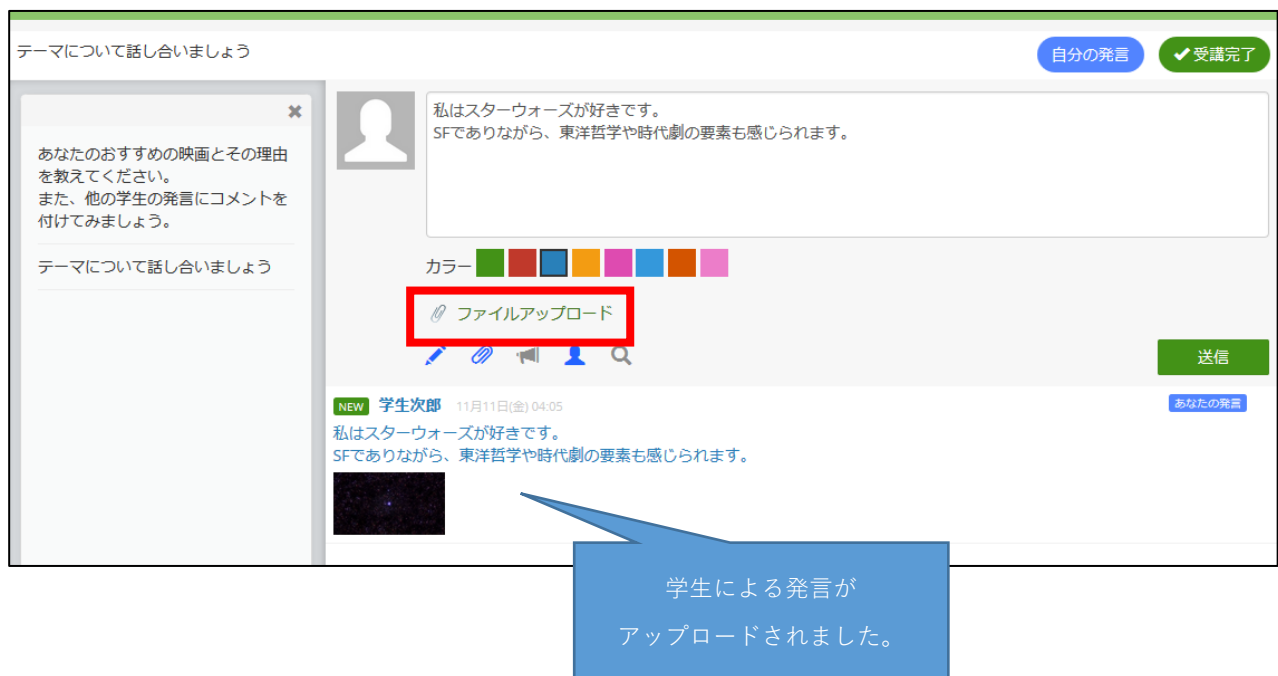 テーマについて話し合いましょう
自分の発言
✔受講完了
あなたのおすすめの映画とその理由
を教えてください。
また、他の学生の発言にコメントを
付けてみましょう。
テーマについて話し合いましょう
私はスターウォーズが好きです。
SFでありながら、東洋哲学や時代劇の要素も感じられます。
カラー
ファイルアップロード
送信
NEW 学生次郎 11月11日(金) 04:05
あなたの発言
私はスターウォーズが好きです。
SFでありながら、東洋哲学や時代劇の要素も感じられます。
学生による発言が
アップロードされました。